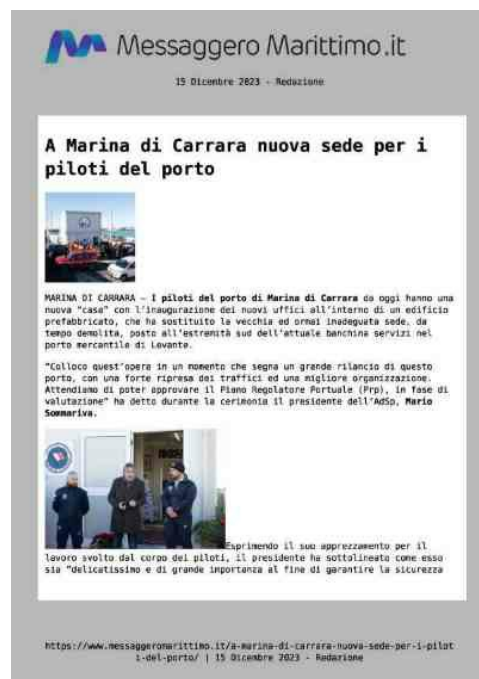 Messaggero Marittimo.it
15 Dicembre 2023 - Redazione
A Marina di Carrara nuova sede per i
piloti del porto
MARINA DI CARRARA – I piloti del porto di Marina di Carrara da oggi hanno una
nuova "casa" con l'inaugurazione dei nuovi uffici all'interno di un edificio
prefabbricato, che ha sostituito la vecchia ed ormai inadeguata sede, da
tempo demolita, posto all'estremità sud dell'attuale banchina servizi nel
porto mercantile di Levante.
"Colloco quest'opere in un momento che segna un grande rilancio di questo
porto, con una forte ripresa dei traffici ed una migliore organizzazione.
Attendiamo di poter approvare il Piano Regolatore Portuale (Prp), in fase di
valutazione" ha detto durante la cerimonia il presidente dell'AdSp, Mario
Sommariva.
Esprimendo il suo apprezzamento per il
lavoro svolto dal corpo dei piloti, il presidente ha sottolineato come esso
sia "delicatissimo e di grande importanza al fine di garantire la sicurezza
https://www.messaggeromarittimo.it/a-marina-di-carrara-nuova-sede-per-i-pilot
i-del-porto/ | 15 Dicembre 2023 - Redazione